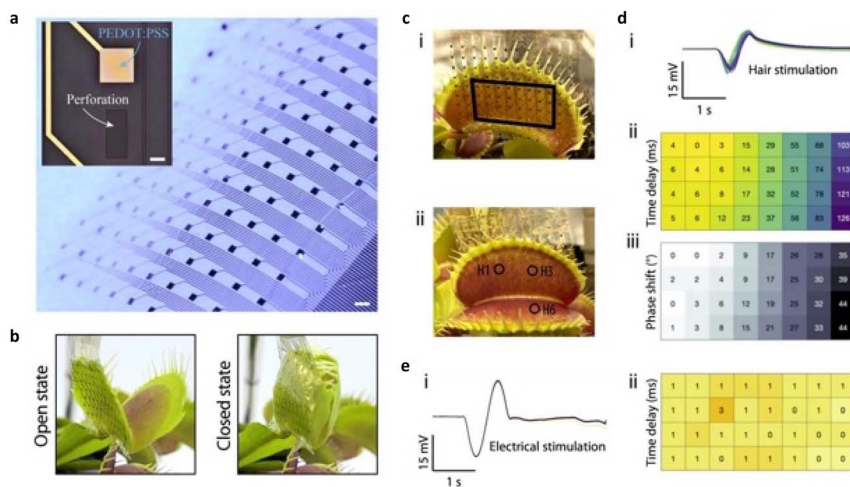 a
PEDOT:PSS
Perforation
b
Open state
Closed state
c
i
ii
H1
H3
H6
d
i
15 mV
1 s
Hair stimulation
ii
Time delay (ms)
4 0 3 15 29 55 68 103
6 4 6 14 28 51 74 113
4 6 8 17 32 52 78 121
5 6 12 23 37 56 83 126
iii
Phase shift (°)
0 0 2 9 17 26 28 35
2 2 4 9 17 25 30 39
0 3 6 12 19 25 32 44
1 3 8 15 21 27 33 44
e
i
15 mV
1 s
Electrical stimulation
ii
Time delay (ms)
1 1 1 1 1 1 1 1
1 1 3 1 1 0 1 0
1 1 1 1 0 1 0 0
1 1 1 1 1 1 0 0